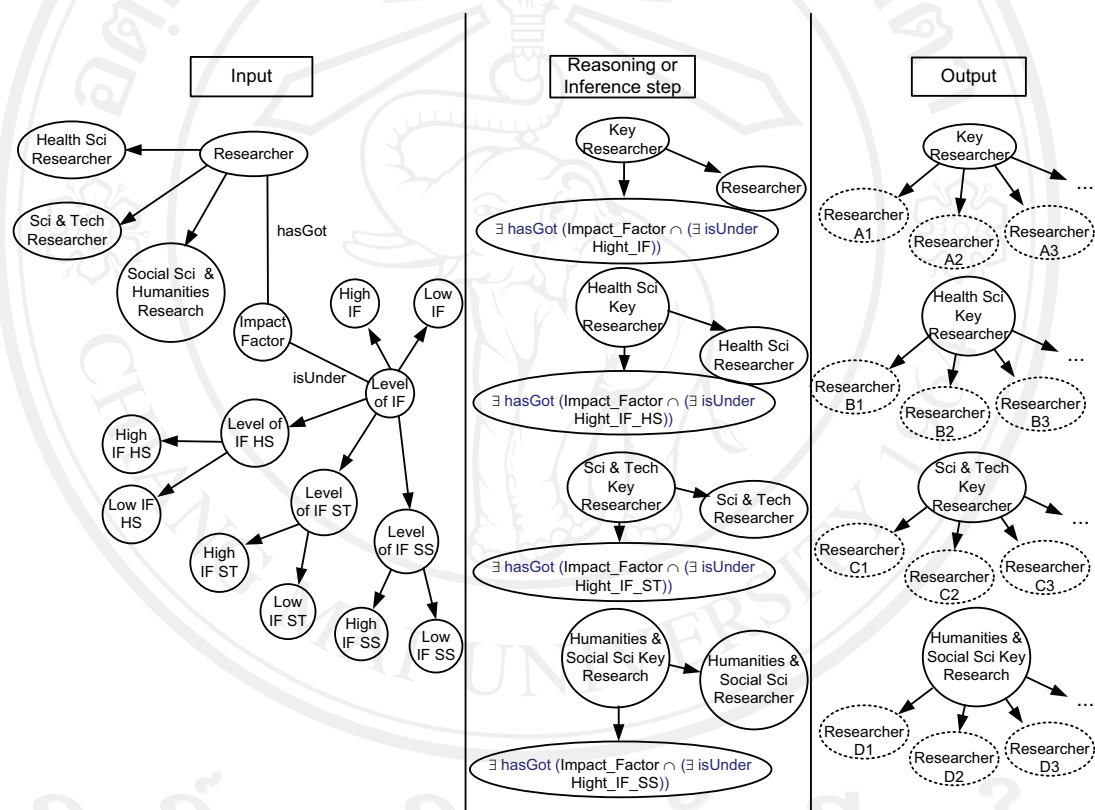 Input
Health Sci
Researcher
Researcher
Sci & Tech
Researcher
hasGot
Social Sci &
Humanities
Research
High
IF
Low
IF
Impact
Factor
isUnder
Level
of IF
Level of
IF HS
High
IF HS
Low IF
HS
Level
of IF ST
Level
of IF SS
High
IF ST
Low
IF ST
High
IF SS
Low
IF SS
Reasoning or
Inference step
Key
Researcher
Researcher
∃ hasGot (Impact_Factor ∩ (∃ isUnder
Hight_IF))
Health Sci
Key
Researcher
Health Sci
Researcher
∃ hasGot (Impact_Factor ∩ (∃ isUnder
Hight_IF_HS))
Sci & Tech
Key
Researcher
Sci & Tech
Researcher
∃ hasGot (Impact_Factor ∩ (∃ isUnder
Hight_IF_ST))
Humanities &
Social Sci Key
Research
Humanities &
Social Sci
Researcher
∃ hasGot (Impact_Factor ∩ (∃ isUnder
Hight_IF_SS))
Output
Key
Researcher
...
Researcher
A1
Researcher
A2
Researcher
A3
Health Sci
Key
Researcher
...
Researcher
B1
Researcher
B2
Researcher
B3
Sci & Tech
Key
Researcher
...
Researcher
C1
Researcher
C2
Researcher
C3
Humanities &
Social Sci Key
Research
...
Researcher
D1
Researcher
D2
Researcher
D3